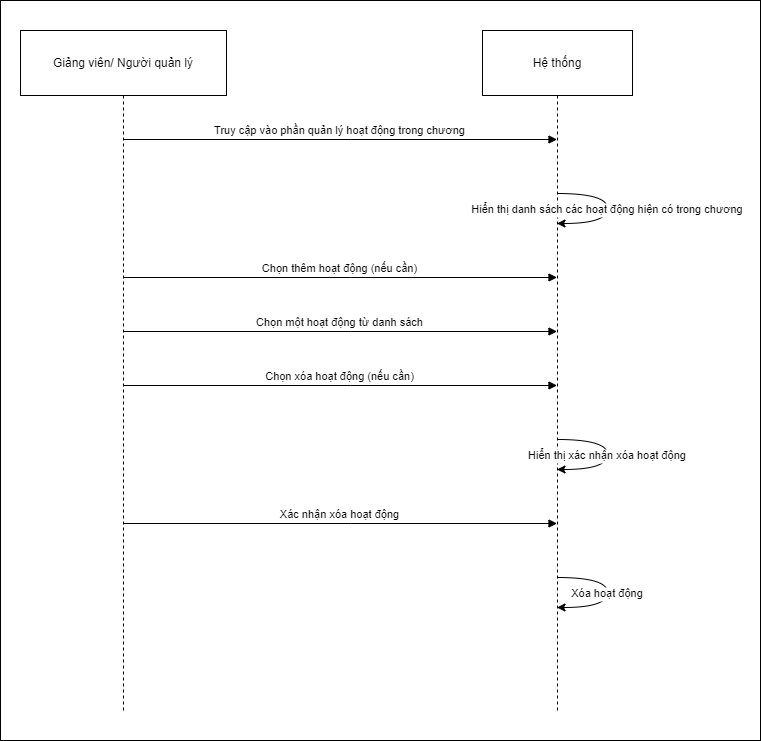 Giảng viên/ Người quản lý
Hệ thống
Truy cập vào phần quản lý hoạt động trong chương
Hiển thị danh sách các hoạt động hiện có trong chương
Chọn thêm hoạt động (nếu cần)
Chọn một hoạt động từ danh sách
Chọn xóa hoạt động (nếu cần)
Hiển thị xác nhận xóa hoạt động
Xác nhận xóa hoạt động
Xóa hoạt động